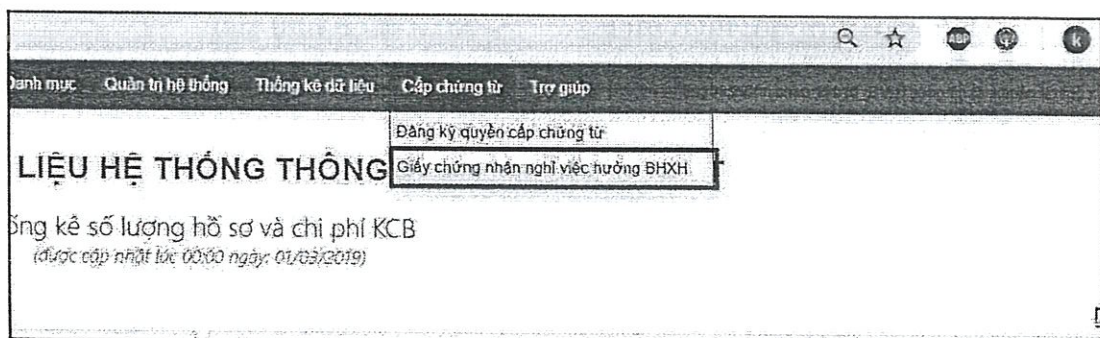 ABP
k
Danh mục Quản trị hệ thống Thống kê dữ liệu Cấp chứng từ Trợ giúp
Đăng ký quyền cấp chứng từ
Giấy chứng nhận nghỉ việc hưởng BHXH
LIỆU HỆ THỐNG THÔNG
ống kê số lượng hồ sơ và chi phí KCB
(được cập nhật lúc 00:00 ngày: 01/03/2019)